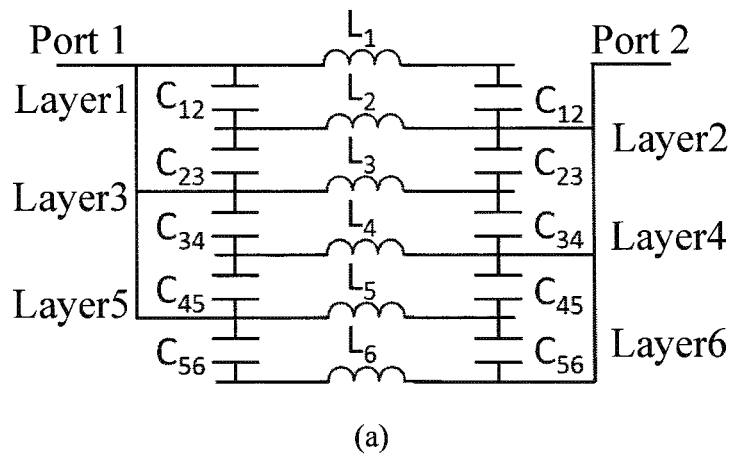 Port 1
L1
Port 2
Layer1
C12
L2
C12
Layer2
C23
L3
C23
Layer3
C34
L4
C34
Layer4
C45
L5
C45
Layer5
C56
L6
C56
Layer6
(a)